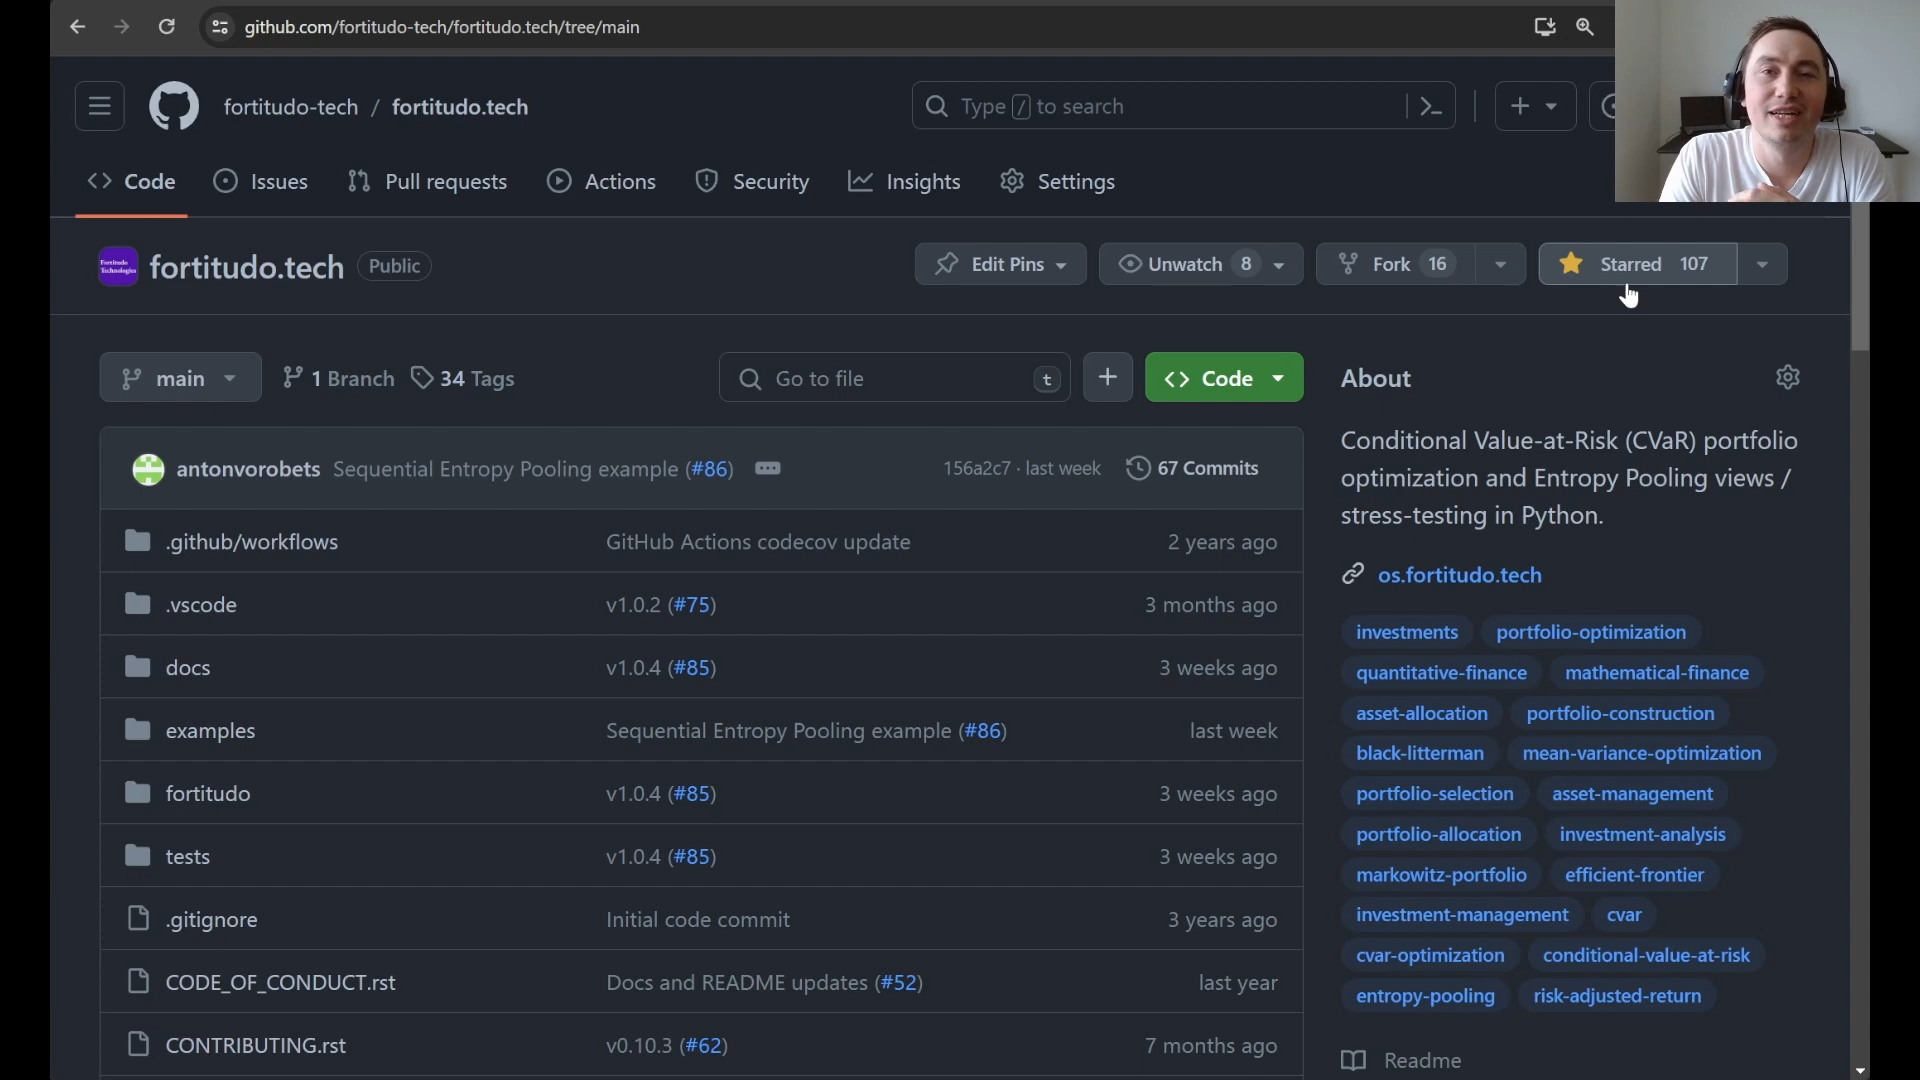 github.com/fortitudo-tech/fortitudo.tech/tree/main
fortitudo-tech / fortitudo.tech
Type / to search
Code
Issues
Pull requests
Actions
Security
Insights
Settings
Fortitudo
Technologies
fortitudo.tech
Public
Edit Pins
Unwatch 8
Fork 16
Starred 107
main
1 Branch
34 Tags
Go to file
t
Code
antonvorobets Sequential Entropy Pooling example (#86)
156a2c7 · last week
67 Commits
.github/workflows GitHub Actions codecov update 2 years ago
.vscode v1.0.2 (#75) 3 months ago
docs v1.0.4 (#85) 3 weeks ago
examples Sequential Entropy Pooling example (#86) last week
fortitudo v1.0.4 (#85) 3 weeks ago
tests v1.0.4 (#85) 3 weeks ago
.gitignore Initial code commit 3 years ago
CODE_OF_CONDUCT.rst Docs and README updates (#52) last year
CONTRIBUTING.rst v0.10.3 (#62) 7 months ago
About
Conditional Value-at-Risk (CVaR) portfolio
optimization and Entropy Pooling views /
stress-testing in Python.
os.fortitudo.tech
investments portfolio-optimization
quantitative-finance mathematical-finance
asset-allocation portfolio-construction
black-litterman mean-variance-optimization
portfolio-selection asset-management
portfolio-allocation investment-analysis
markowitz-portfolio efficient-frontier
investment-management cvar
cvar-optimization conditional-value-at-risk
entropy-pooling risk-adjusted-return
Readme